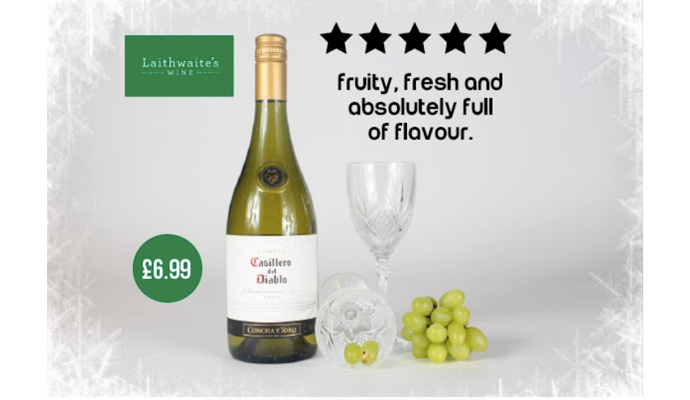 Laithwaite's
WINE
fruity, fresh and
absolutely full
of flavour.
£6.99
Casillero
del
Diablo
CONCHA Y TORO